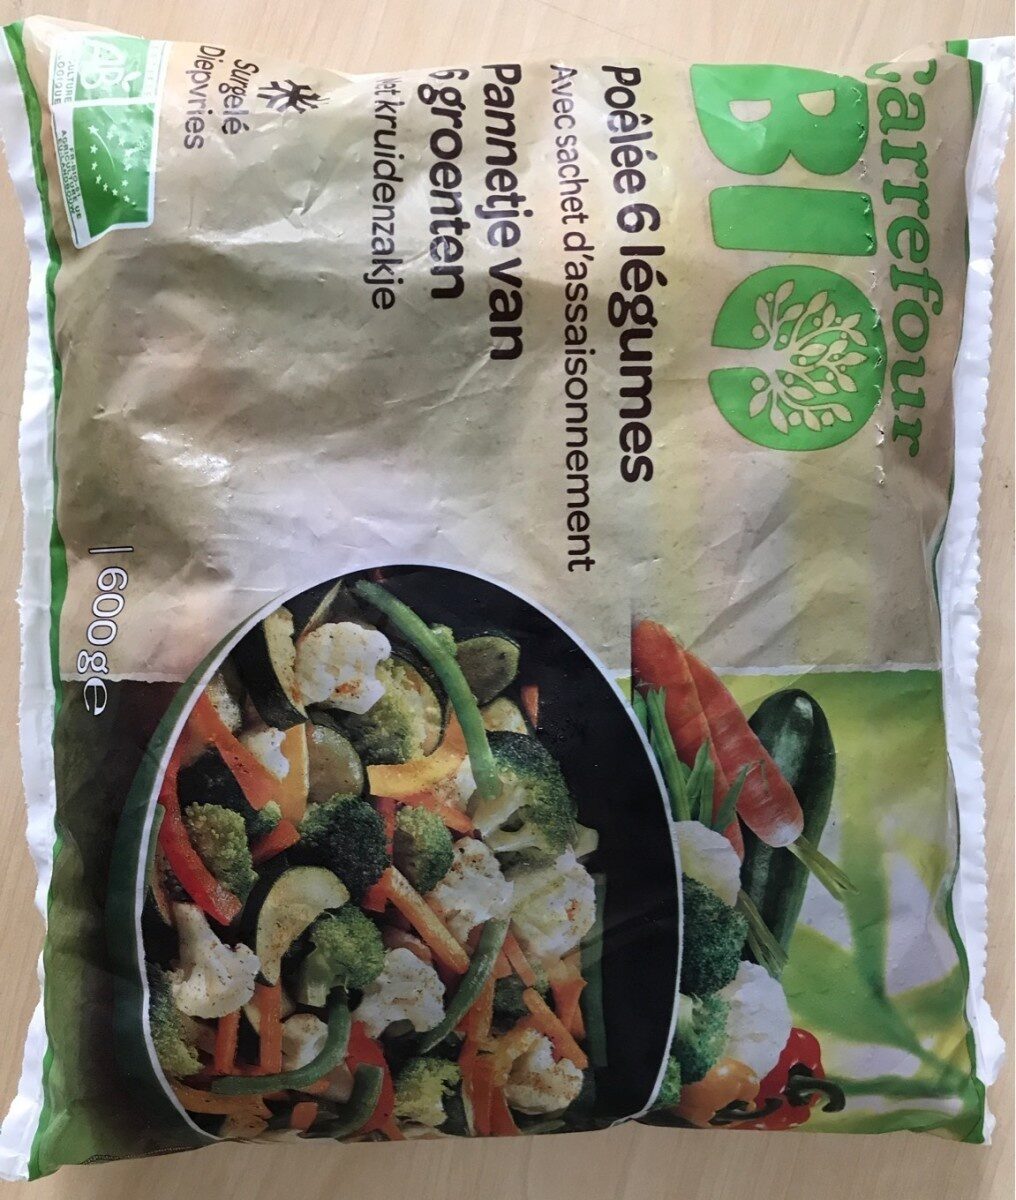 Carrefour
BIO
Poêlée 6 légumes
Avec sachet d'assaisonnement
Pannetje van
6 groenten
Met kruidenzakje
Surgelé
Diepvries
AB
600g e